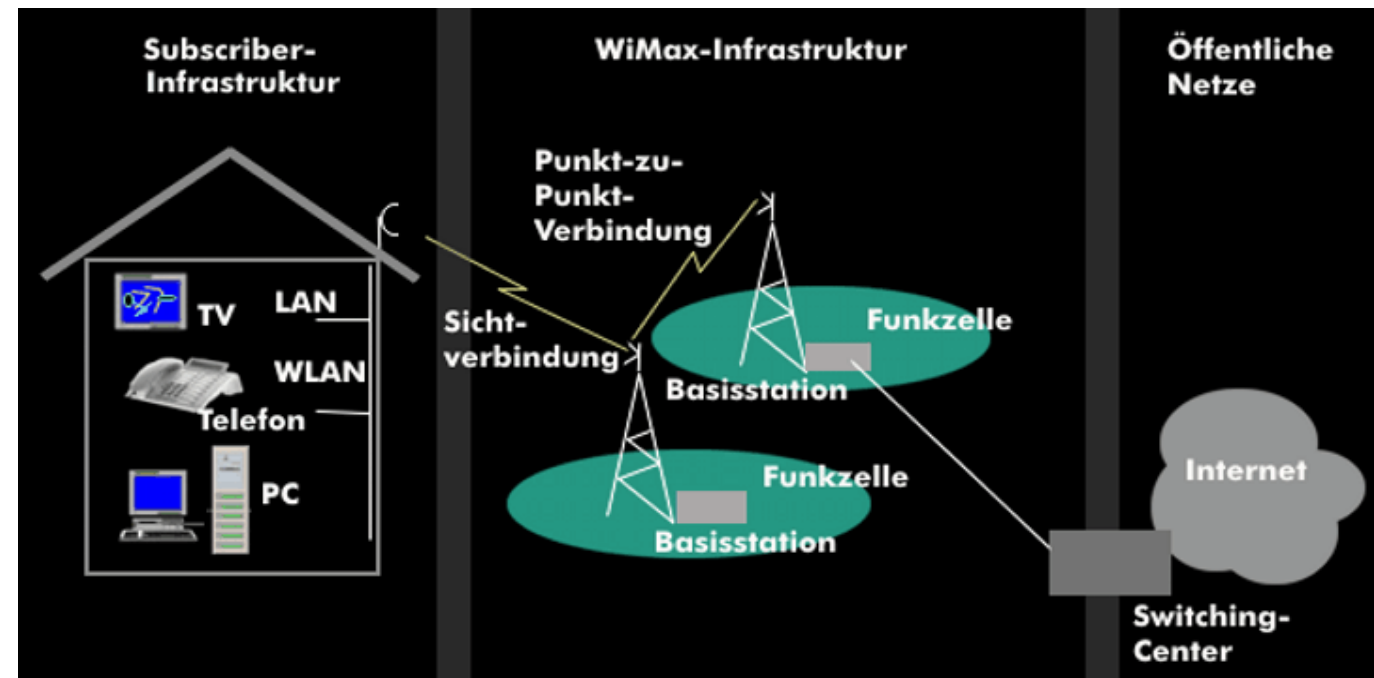 Subscriber-
Infrastruktur
WiMax-Infrastruktur
Öffentliche
Netze
Punkt-zu-
Punkt-
Verbindung
TV
LAN
Sicht-
verbindung
Funkzelle
WLAN
Telefon
Basisstation
PC
Funkzelle
Basisstation
Internet
Switching-
Center